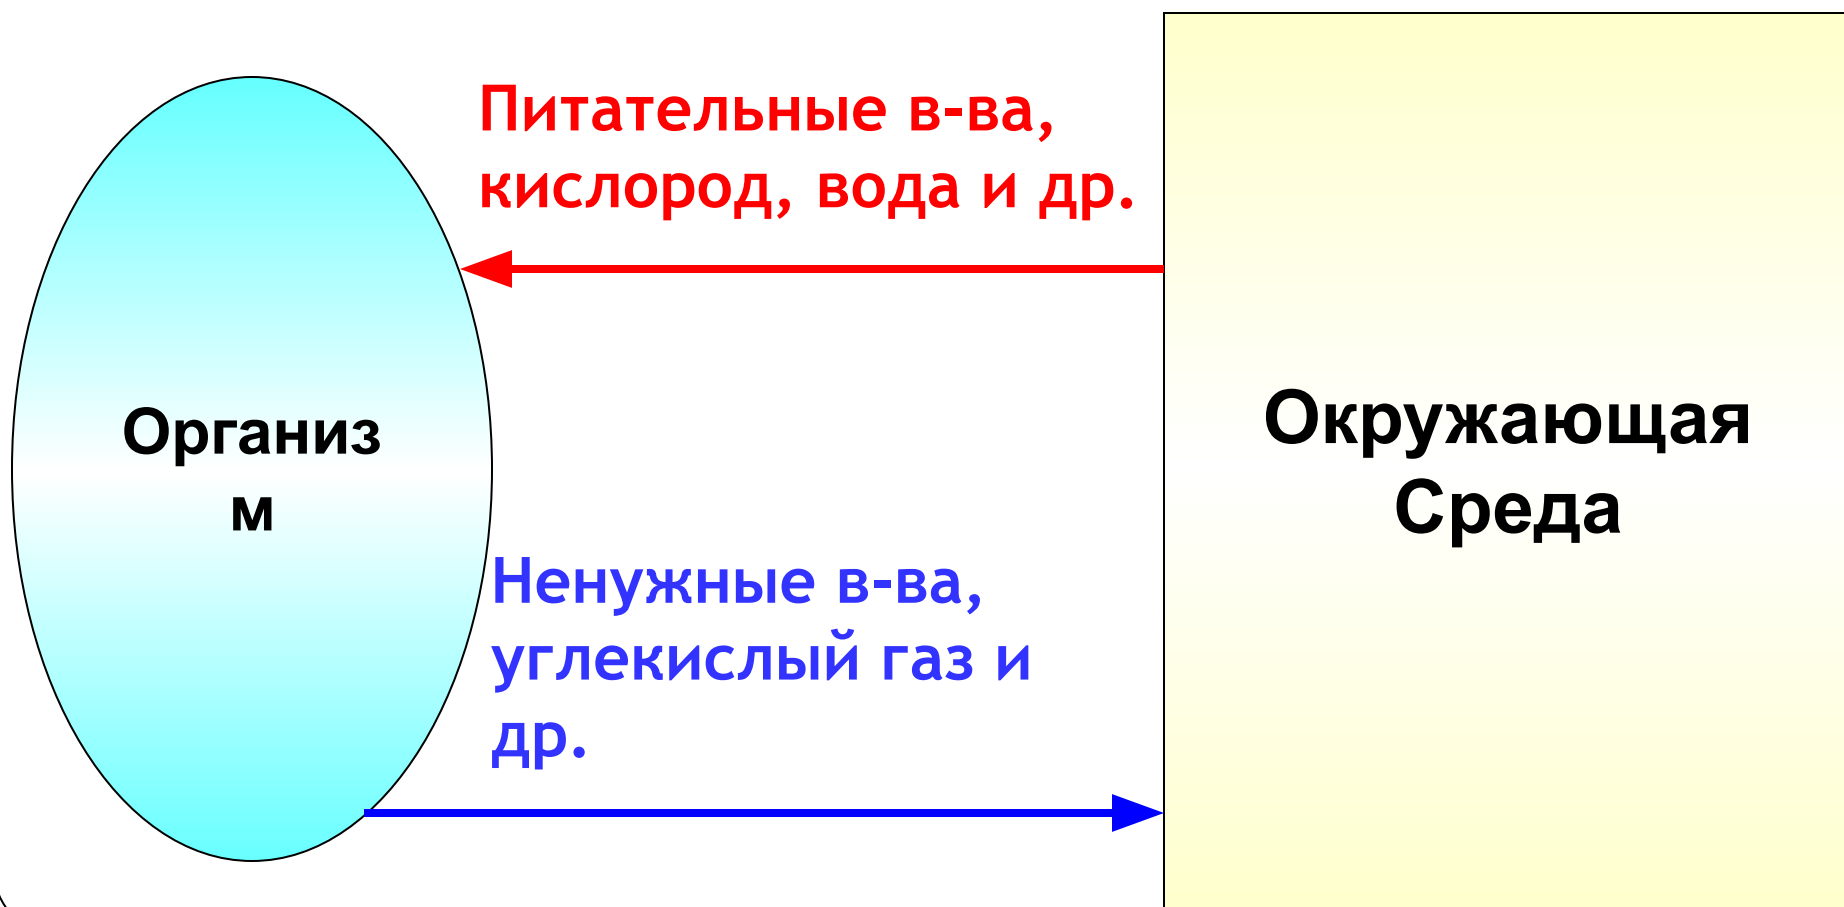 Питательные в-ва,
кислород, вода и др.
Организ
м
Окружающая
Среда
Ненужные в-ва,
углекислый газ и
др.